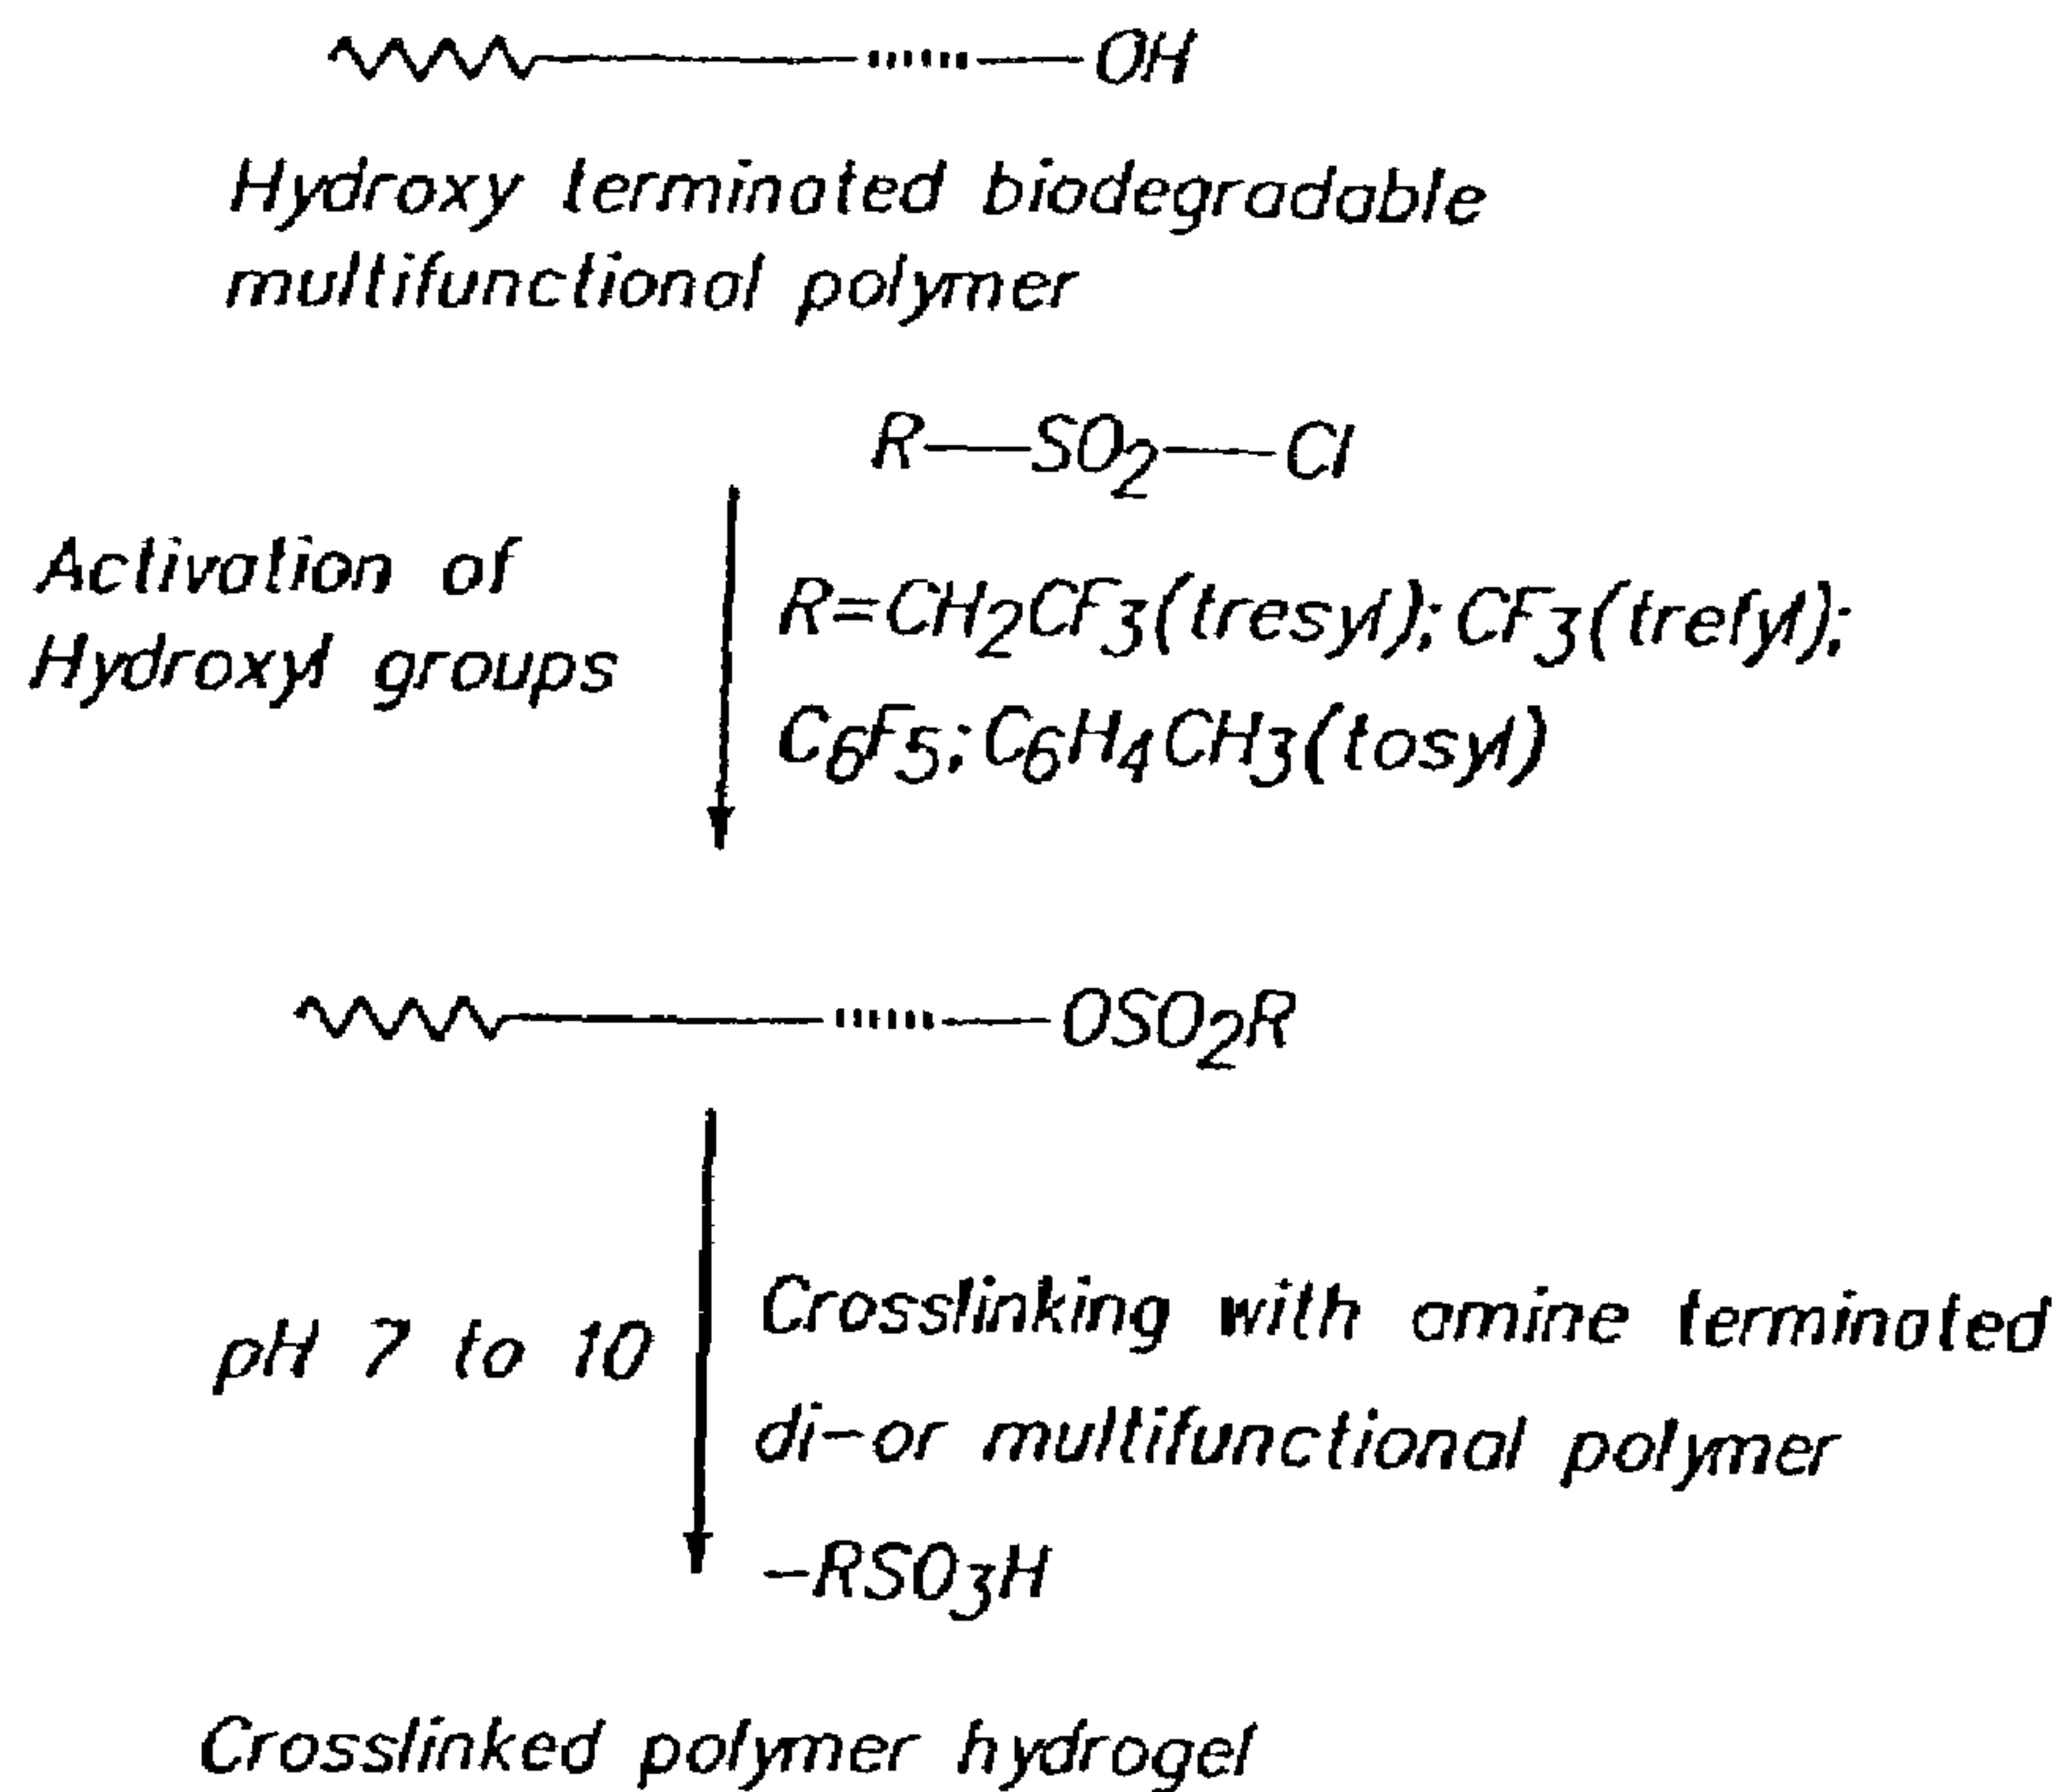 OH
Hydroxy terminated biodegradable
multifunctional polymer
R—SO2—Cl
Activation of
Hydroxyl groups
R=CH2CF3(tresyl); CF3(trefyl);
C6F5; C6H4CH3(tosyl)
OSO2R
pH 7 to 10
Crosslinking with amine terminated
di-or multifunctional polymer
-RSO3H
Crosslinked polymer hydrogel